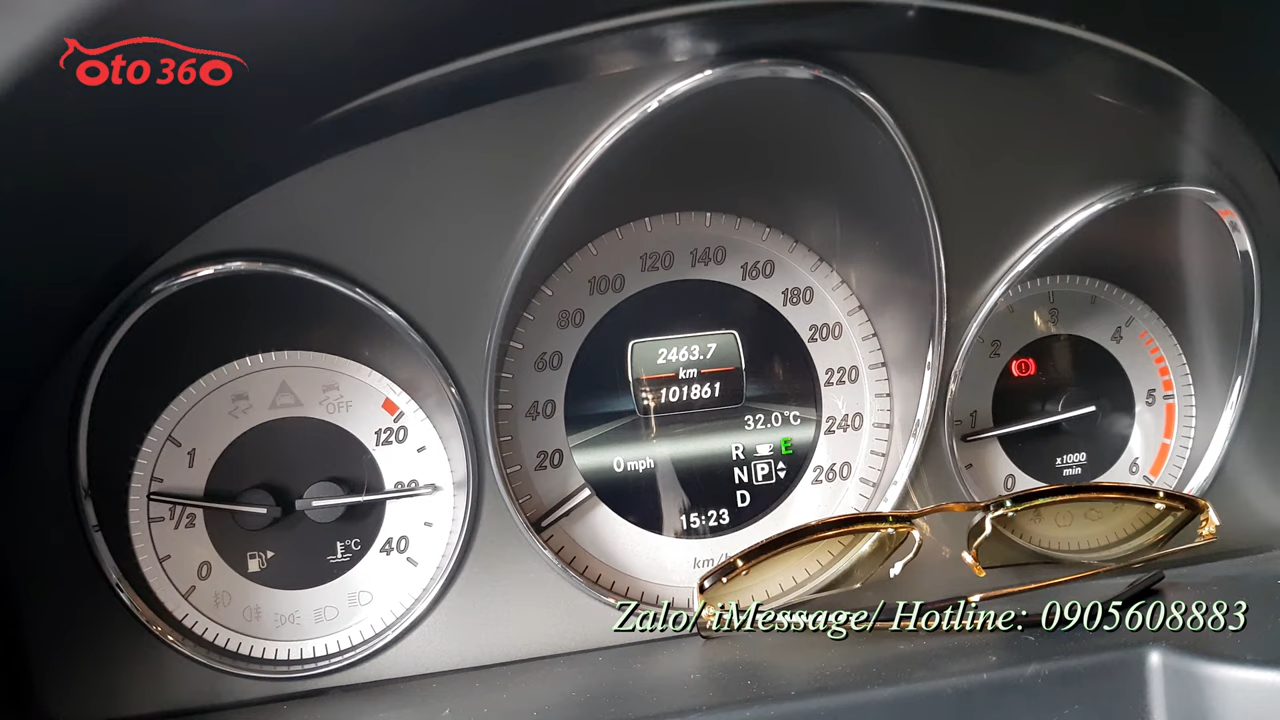 OTO 360
120
80
40
°C
1
1/2
0
OFF
20
40
60
80
100
120
140
160
180
200
220
240
260
2463.7
km
101861
32.0°C
0 mph
R
E
N
P
D
15:23
km/h
0
1
2
3
4
5
6
x1000
min
Zalo/ iMessage/ Hotline: 0905608883